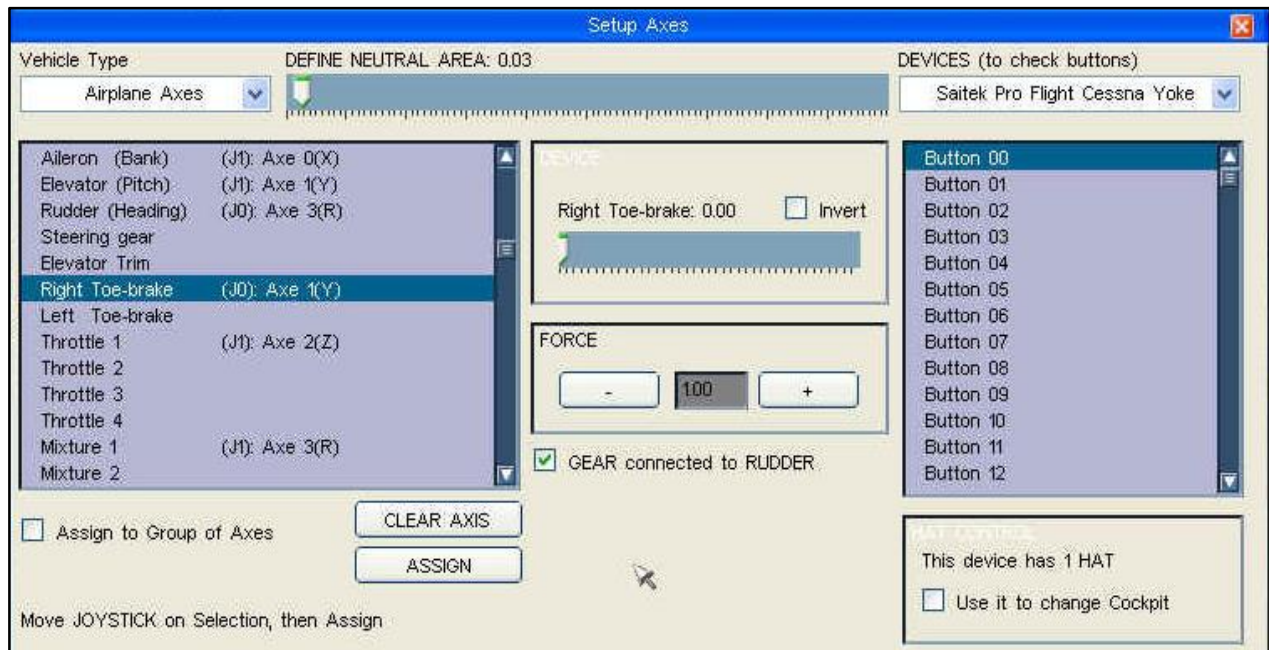 Setup Axes
Vehicle Type
DEFINE NEUTRAL AREA: 0.03
DEVICES (to check buttons)
Airplane Axes
Saitek Pro Flight Cessna Yoke
Aileron (Bank) (J1): Axe 0(X)
Elevator (Pitch) (J1): Axe 1(Y)
Rudder (Heading) (J0): Axe 3(R)
Steering gear
Elevator Trim
Right Toe-brake (J0): Axe 1(Y)
Left Toe-brake
Throttle 1 (J1): Axe 2(Z)
Throttle 2
Throttle 3
Throttle 4
Mixture 1 (J1): Axe 3(R)
Mixture 2
Assign to Group of Axes
CLEAR AXIS
ASSIGN
Move JOYSTICK on Selection, then Assign
DEVICE
Right Toe-brake: 0.00
Invert
FORCE
-
100
+
GEAR connected to RUDDER
Button 00
Button 01
Button 02
Button 03
Button 04
Button 05
Button 06
Button 07
Button 08
Button 09
Button 10
Button 11
Button 12
HAT CONTROL
This device has 1 HAT
Use it to change Cockpit